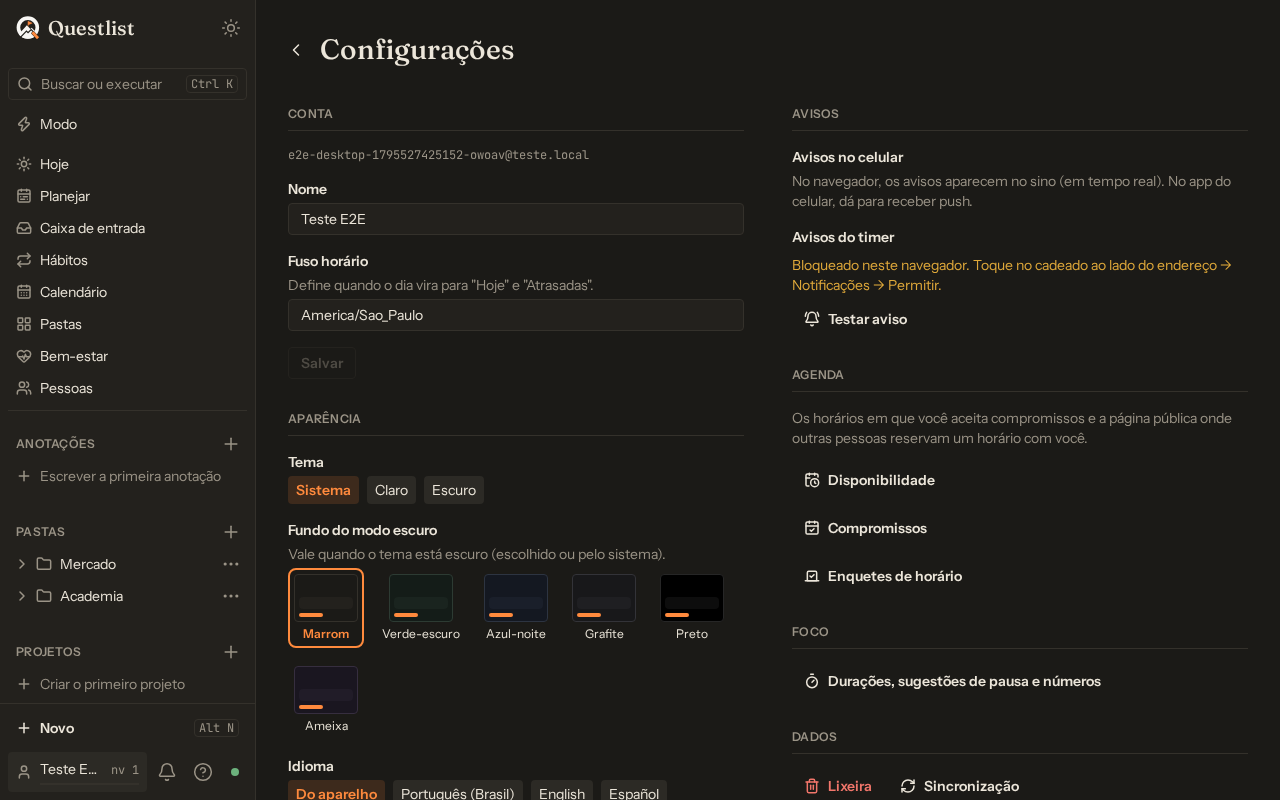 Questlist
Buscar ou executar Ctrl K
Modo
Hoje
Planejar
Caixa de entrada
Hábitos
Calendário
Pastas
Bem-estar
Pessoas
ANOTAÇÕES
Escrever a primeira anotação
PASTAS
Mercado
Academia
PROJETOS
Criar o primeiro projeto
Novo Alt N
Teste E... nv 1
Configurações
CONTA
e2e-desktop-1795527425152-owoav@teste.local
Nome
Teste E2E
Fuso horário
Define quando o dia vira para "Hoje" e "Atrasadas".
America/Sao_Paulo
Salvar
APARÊNCIA
Tema
Sistema Claro Escuro
Fundo do modo escuro
Vale quando o tema está escuro (escolhido ou pelo sistema).
Marrom Verde-escuro Azul-noite Grafite Preto
Ameixa
Idioma
Do aparelho Português (Brasil) English Español
AVISOS
Avisos no celular
No navegador, os avisos aparecem no sino (em tempo real). No app do
celular, dá para receber push.
Avisos do timer
Bloqueado neste navegador. Toque no cadeado ao lado do endereço →
Notificações → Permitir.
Testar aviso
AGENDA
Os horários em que você aceita compromissos e a página pública onde
outras pessoas reservam um horário com você.
Disponibilidade
Compromissos
Enquetes de horário
FOCO
Durações, sugestões de pausa e números
DADOS
Lixeira Sincronização